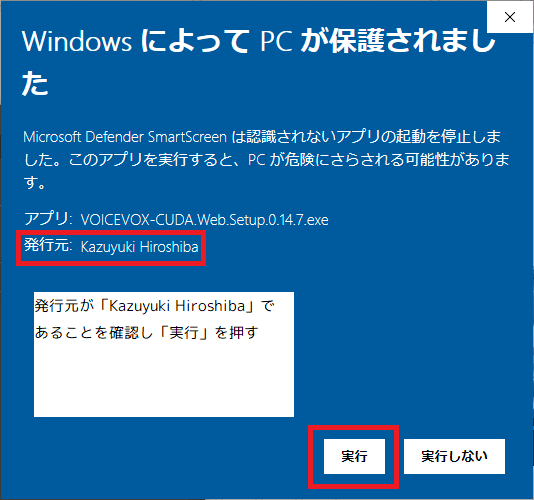 Windows によって PC が保護されまし
た
Microsoft Defender SmartScreen は認識されないアプリの起動を停止しま
した。このアプリを実行すると、PC が危険にさらされる可能性がありま
す。
アプリ: VOICEVOX-CUDA.Web.Setup.0.14.7.exe
発行元: Kazuyuki Hiroshiba
発行元が「Kazuyuki Hiroshiba」で
あることを確認し「実行」を押す
実行 実行しない